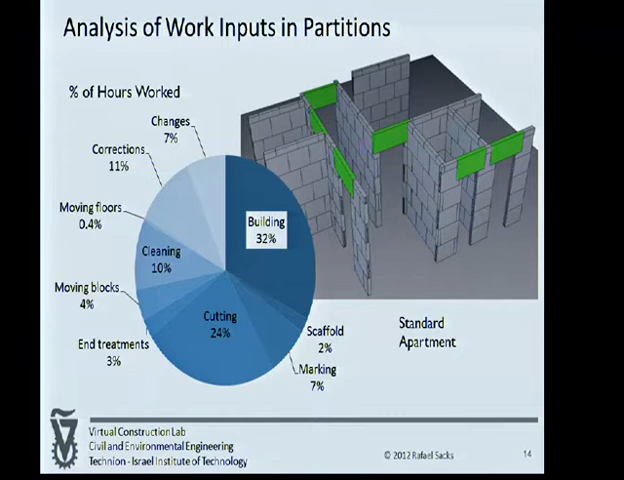 Analysis of Work Inputs in Partitions
% of Hours Worked
Changes
7%
Corrections
11%
Moving floors
0.4%
Building
32%
Cleaning
10%
Moving blocks
4%
Cutting
24%
End treatments
3%
Scaffold
2%
Marking
7%
Standard
Apartment
Virtual Construction Lab
Civil and Environmental Engineering
Technion - Israel Institute of Technology
© 2012 Rafael Sacks
14